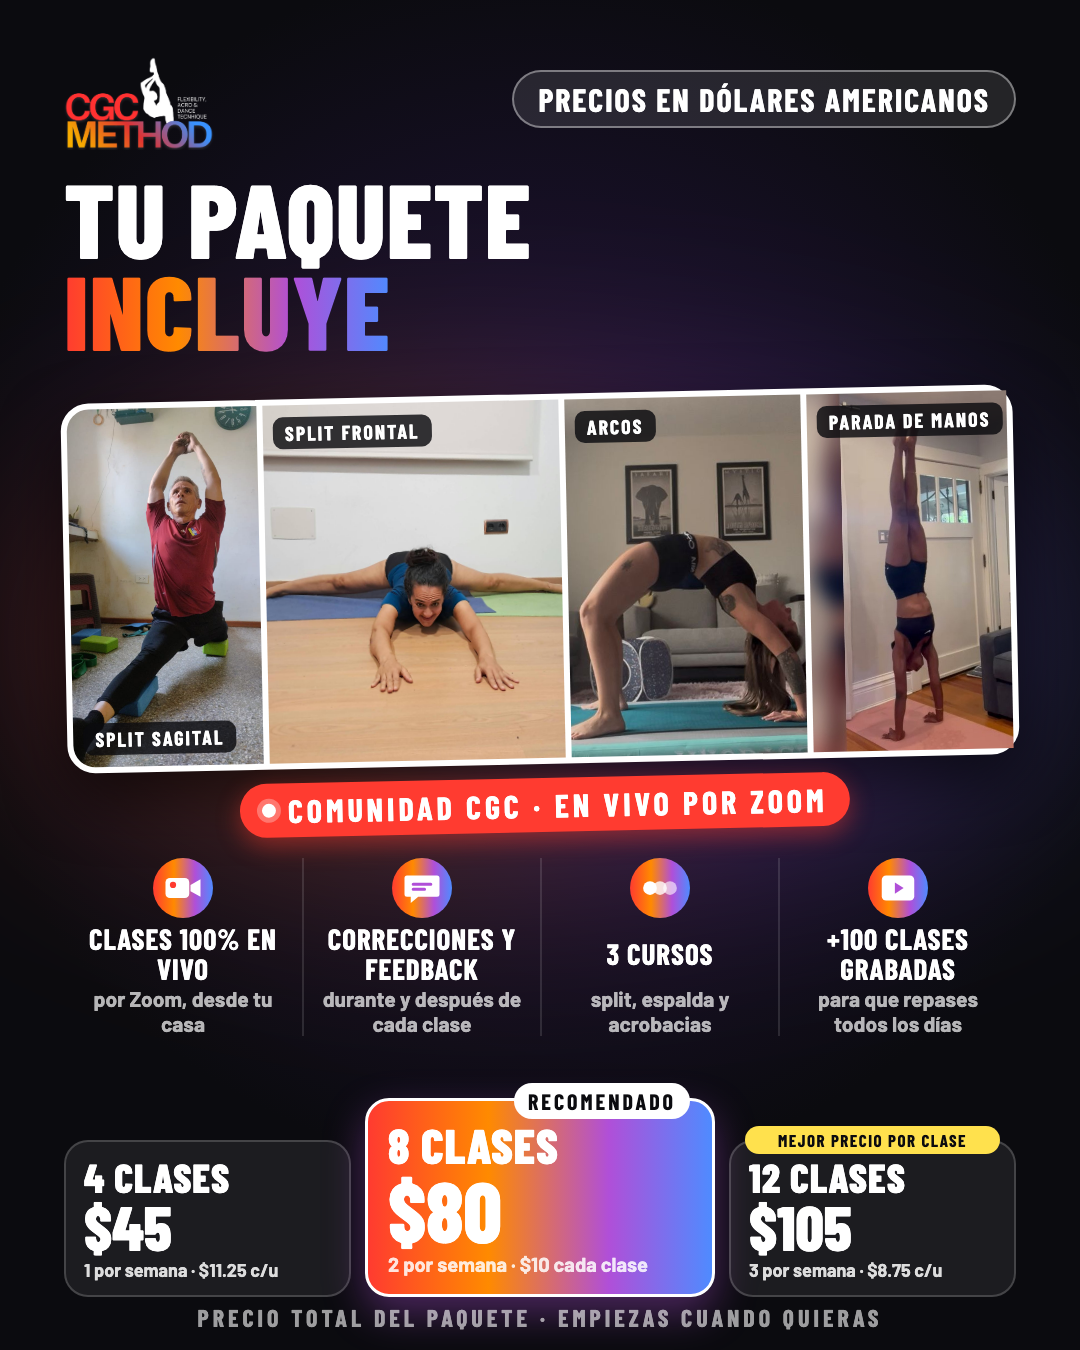 CGC
METHOD
FLEXIBILITY,
ACRO &
DANCE
TECNHIQUE
PRECIOS EN DÓLARES AMERICANOS
TU PAQUETE
INCLUYE
SPLIT SAGITAL
SPLIT FRONTAL
ARCOS
PARADA DE MANOS
COMUNIDAD CGC · EN VIVO POR ZOOM
CLASES 100% EN
VIVO
por Zoom, desde tu
casa
CORRECCIONES Y
FEEDBACK
durante y después de
cada clase
3 CURSOS
split, espalda y
acrobacias
+100 CLASES
GRABADAS
para que repases
todos los días
4 CLASES
$45
1 por semana · $11.25 c/u
RECOMENDADO
8 CLASES
$80
2 por semana · $10 cada clase
MEJOR PRECIO POR CLASE
12 CLASES
$105
3 por semana · $8.75 c/u
PRECIO TOTAL DEL PAQUETE · EMPIEZAS CUANDO QUIERAS